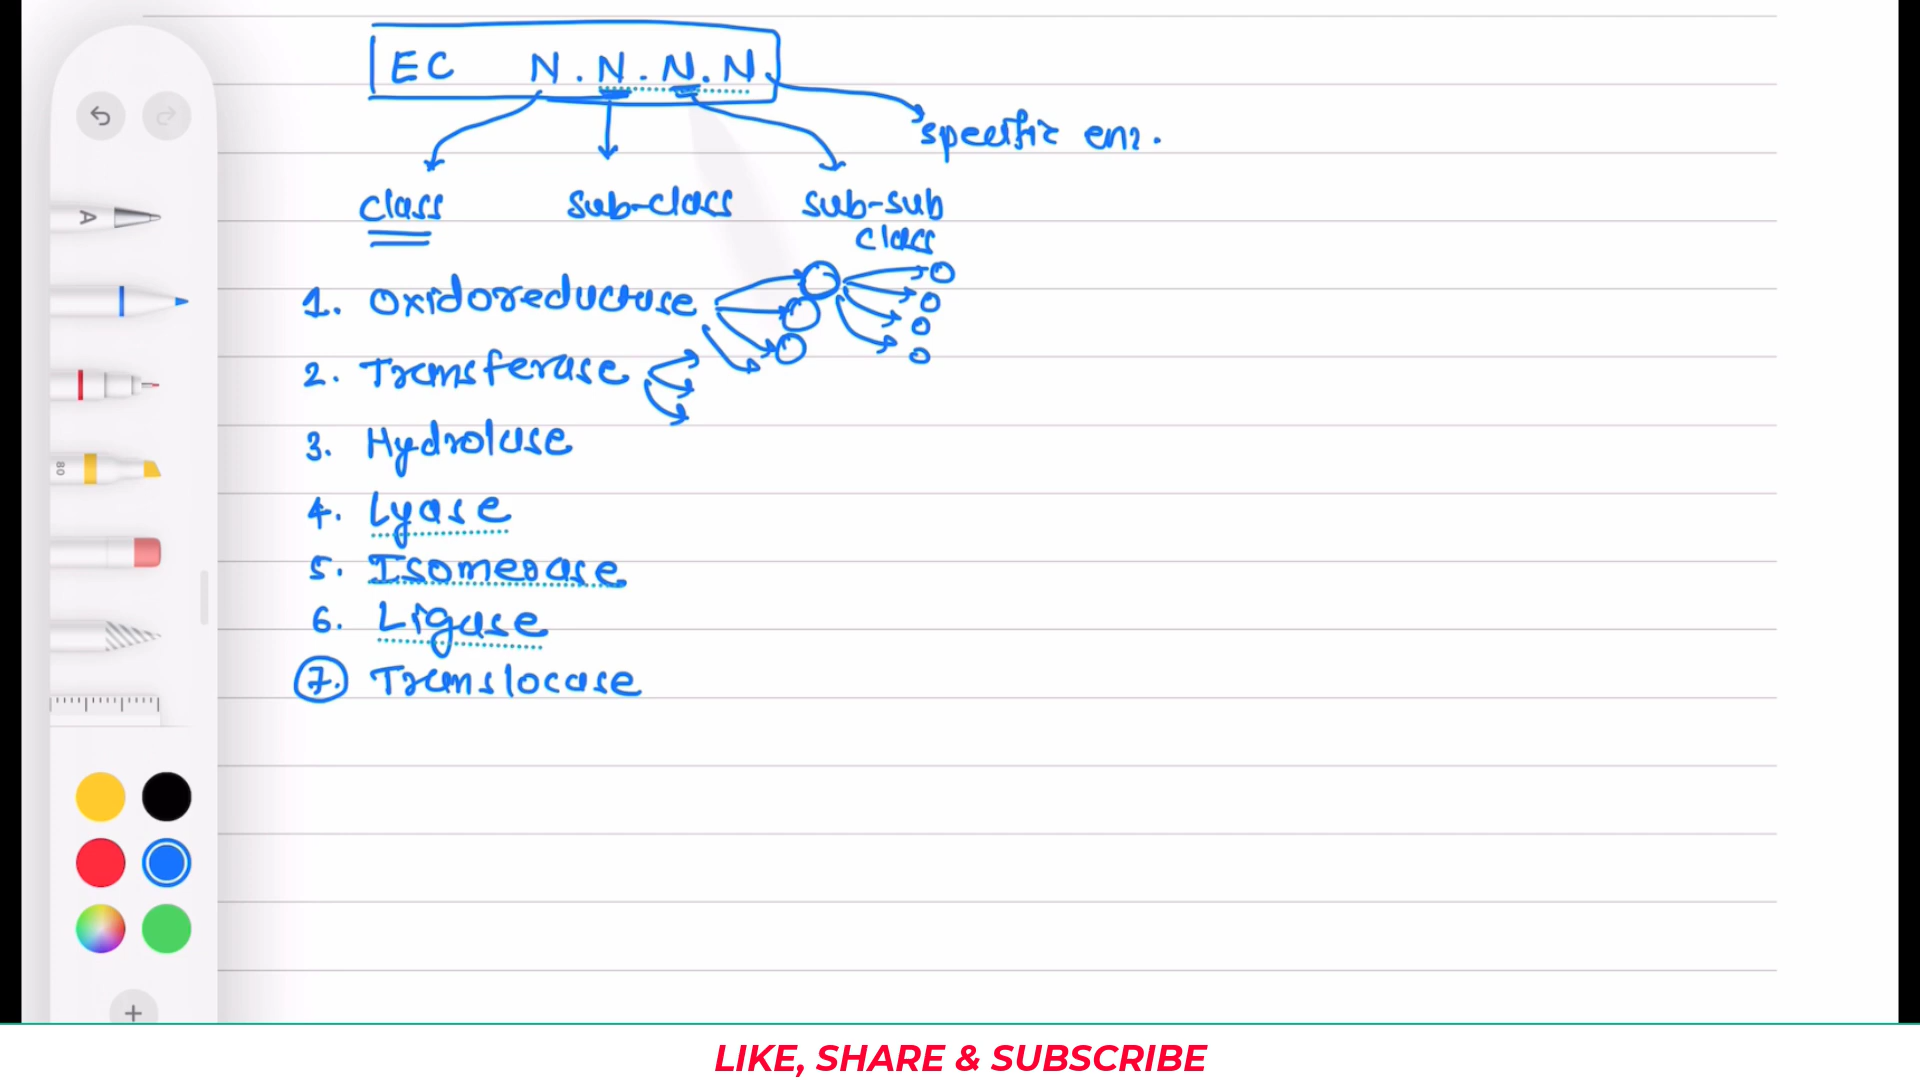 EC N.N.N.N.
specific enz.
class sub-class sub-sub
class
1. Oxidoreductase
2. Transferase
3. Hydrolase
4. Lyase
5. Isomerase
6. Ligase
7. Translocase
A
80
LIKE, SHARE & SUBSCRIBE